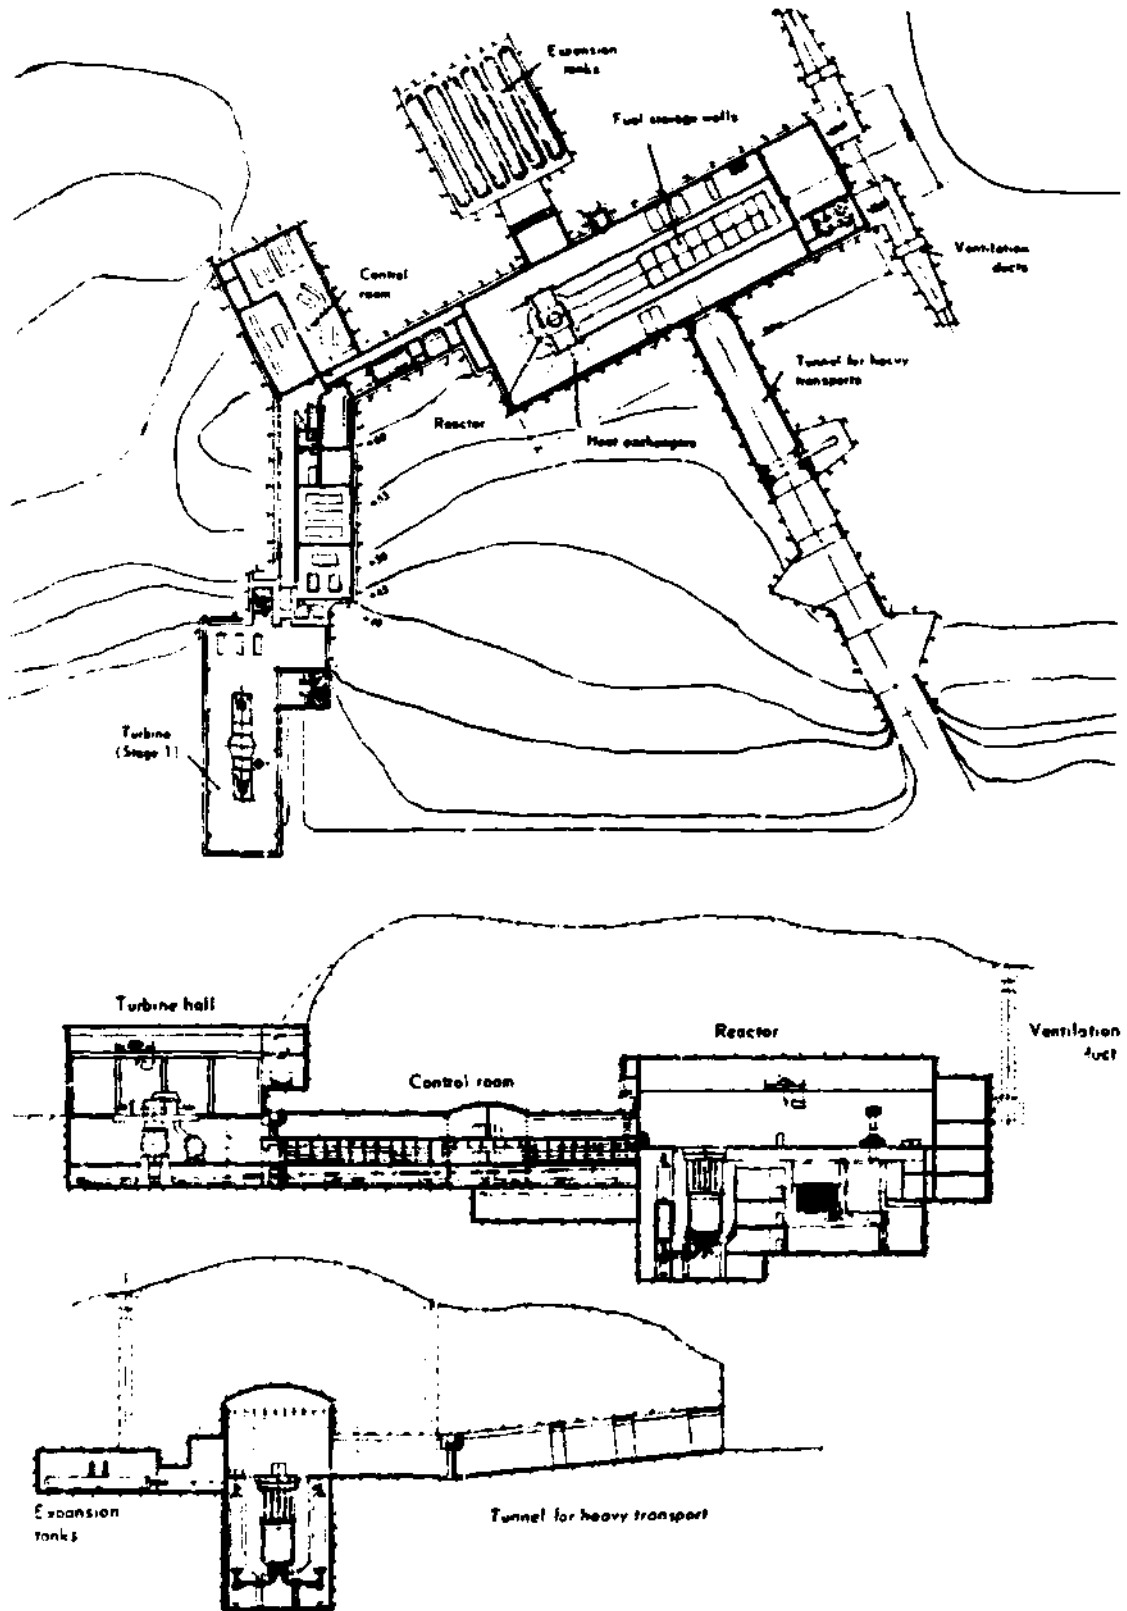 Expansion
tanks
Fuel storage wells
Ventilation
ducts
Control
room
Tunnel for heavy
transports
Reactor
Heat exchangers
Turbine
(Stage 1)
Turbine hall
Reactor
Ventilation
duct
Control room
Expansion
tanks
Tunnel for heavy transport